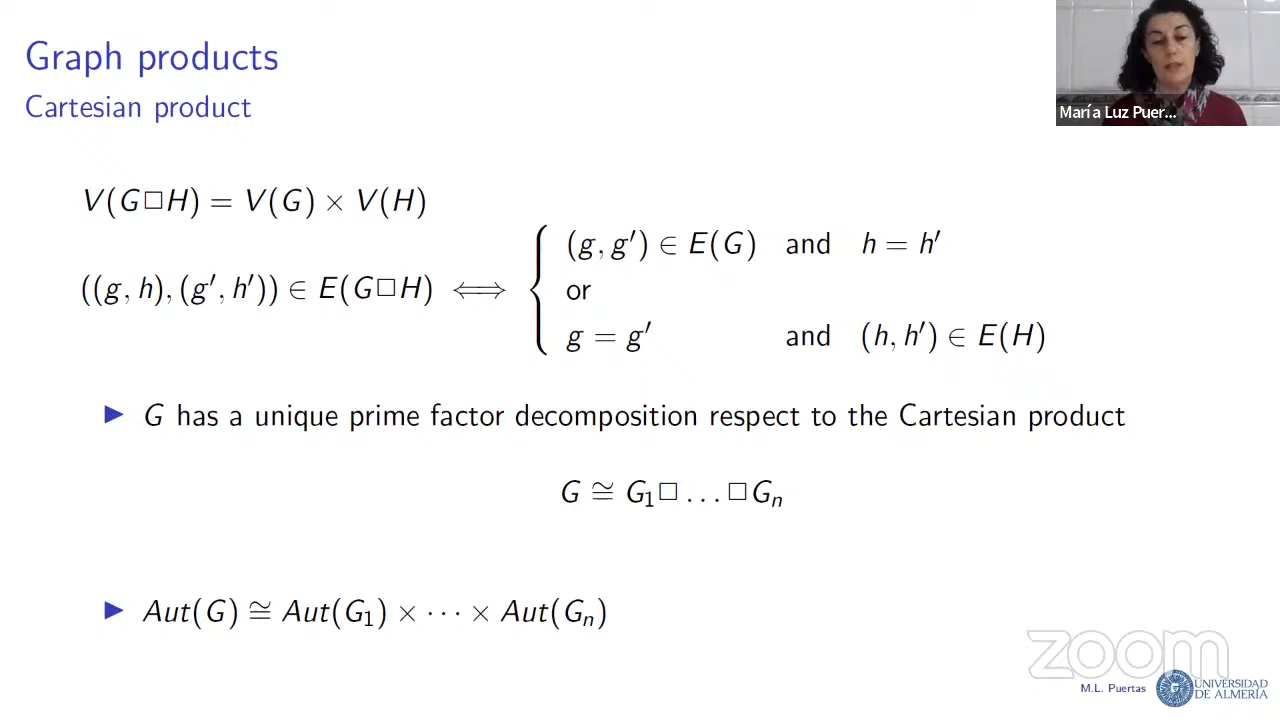 Graph products
Cartesian product
María Luz Puer...
V(G□H) = V(G) × V(H)
((g, h), (g′, h′)) ∈ E(G□H) ⟺ { (g, g′) ∈ E(G) and h = h′
or
g = g′ and (h, h′) ∈ E(H)
▶ G has a unique prime factor decomposition respect to the Cartesian product
G ≅ G₁□ … □Gₙ
▶ Aut(G) ≅ Aut(G₁) × ⋯ × Aut(Gₙ)
zoom
M.L. Puertas
UNIVERSIDAD
DE ALMERÍA